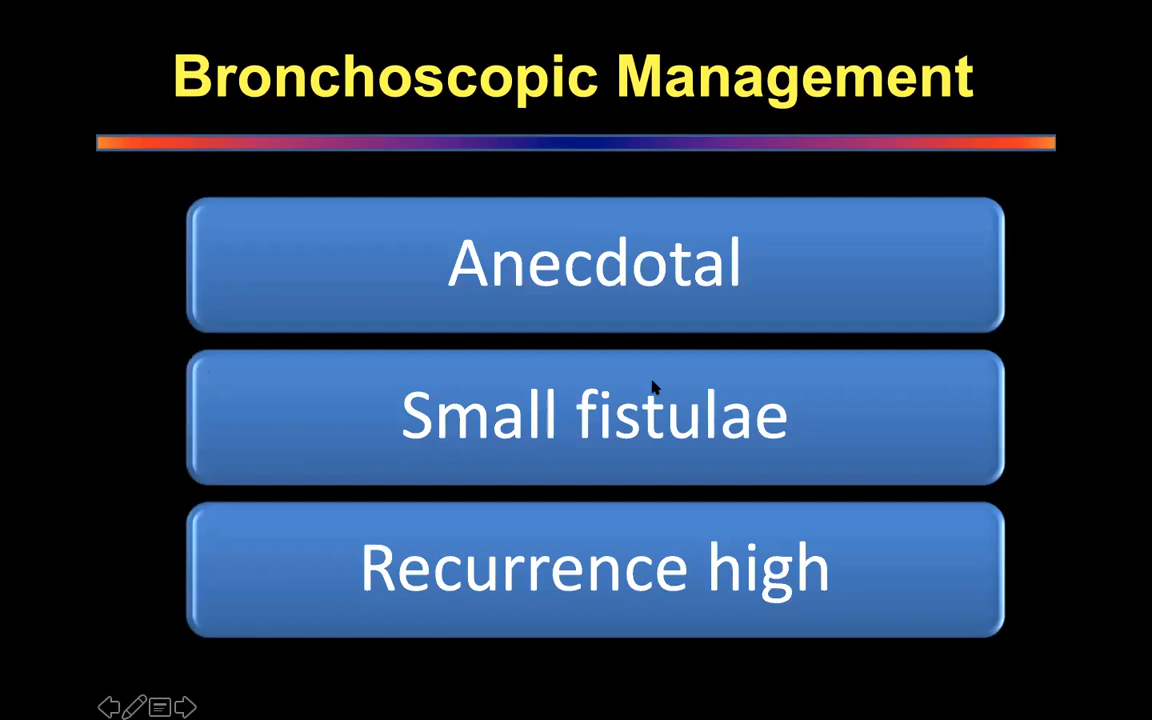 Bronchoscopic Management
Anecdotal
Small fistulae
Recurrence high